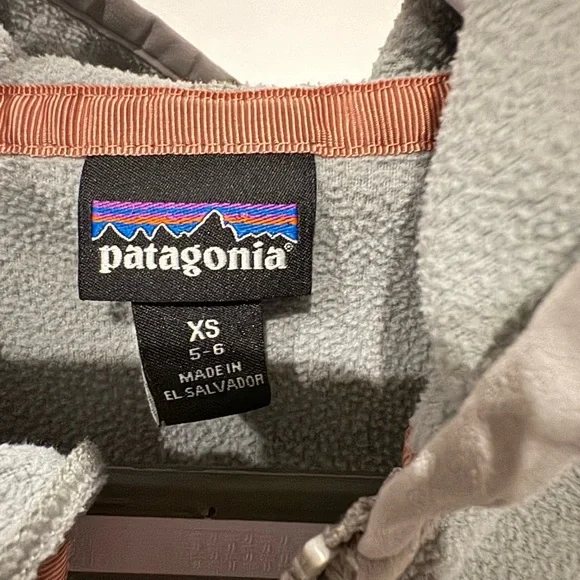 patagonia®
XS
5-6
MADE IN
EL SALVADOR